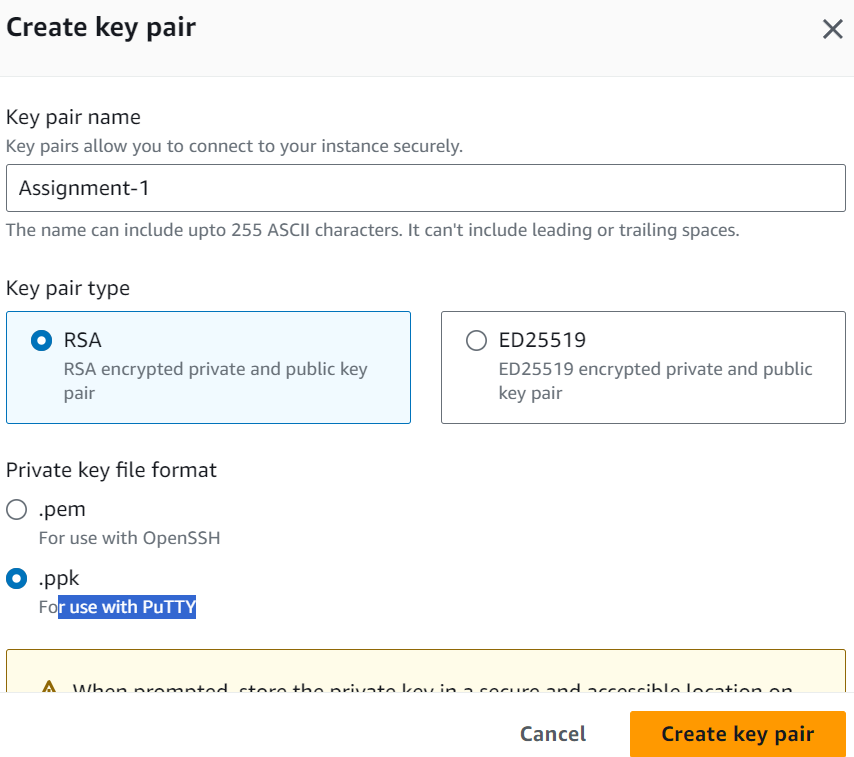 Create key pair
Key pair name
Key pairs allow you to connect to your instance securely.
Assignment-1
The name can include upto 255 ASCII characters. It can't include leading or trailing spaces.
Key pair type
RSA
RSA encrypted private and public key
pair
ED25519
ED25519 encrypted private and public
key pair
Private key file format
.pem
For use with OpenSSH
.ppk
For use with PuTTY
When prompted, store the private key in a secure and accessible location on
Cancel
Create key pair